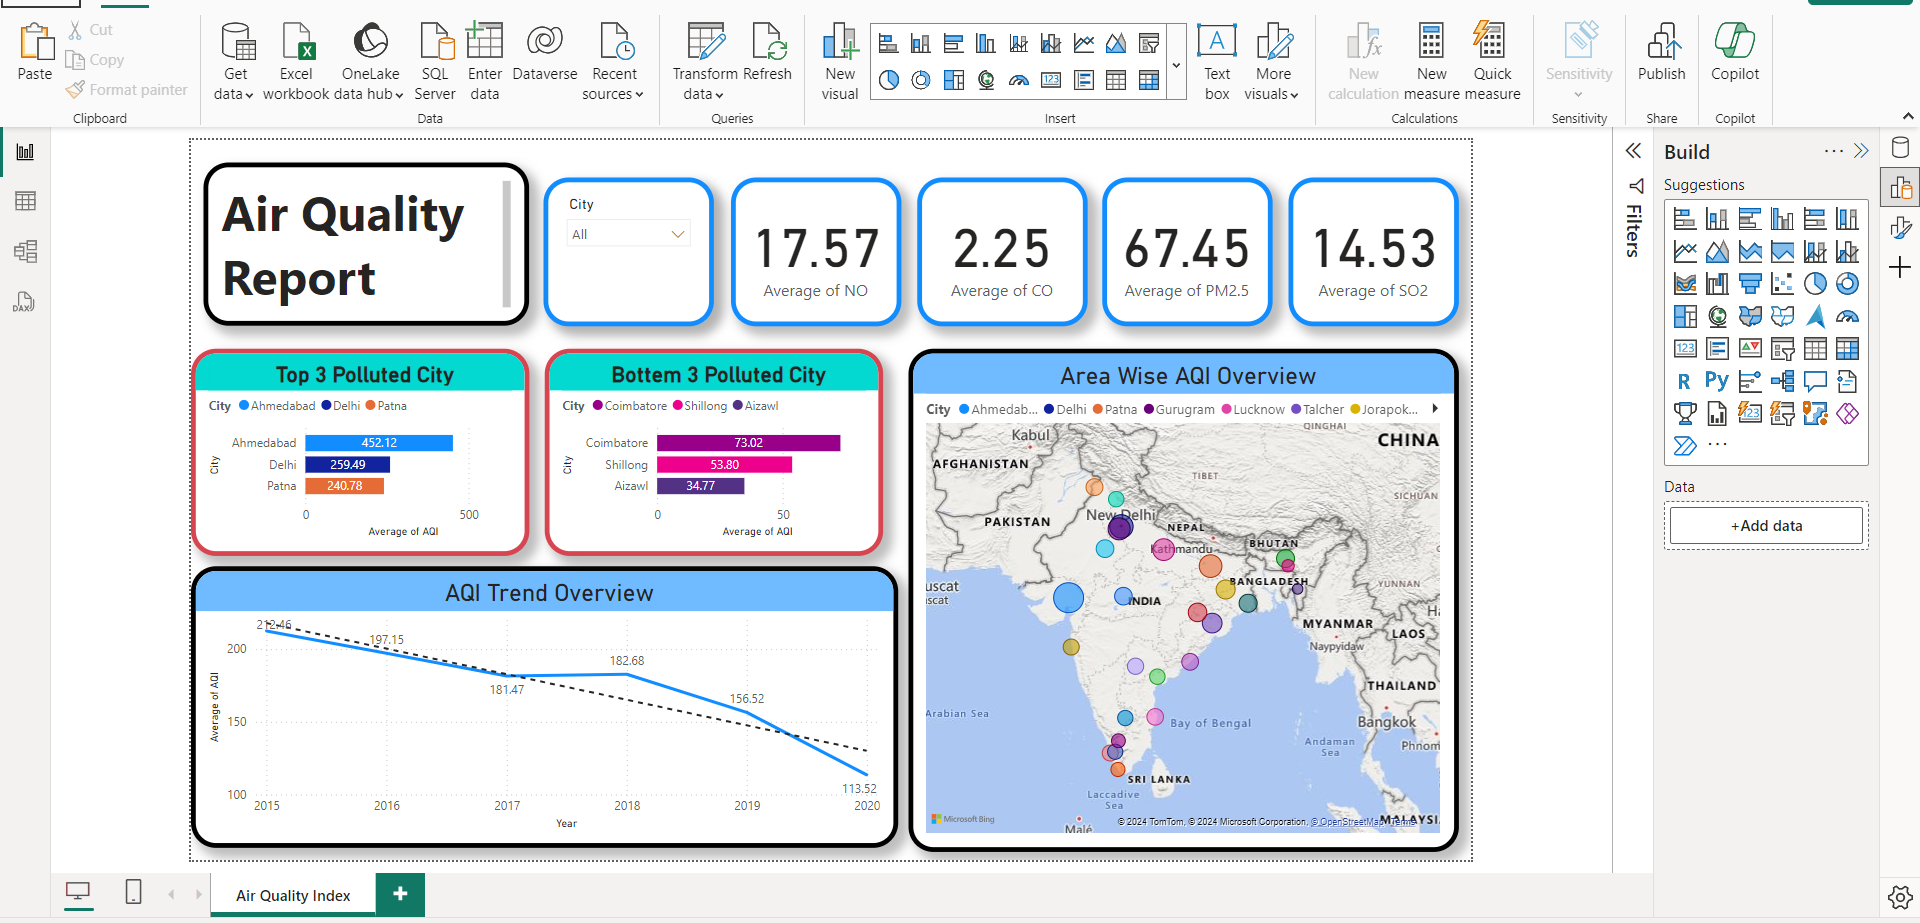 Paste
Cut
Copy
Format painter
Clipboard
Get
data
Excel
workbook
OneLake
data hub
SQL
Server
Enter
data
Dataverse
Recent
sources
Data
Transform
data
Refresh
Queries
New
visual
Text
box
More
visuals
Insert
New
calculation
New
measure
Quick
measure
Calculations
Sensitivity
Sensitivity
Publish
Share
Copilot
Copilot
Air Quality
Report
City
All
17.57
Average of NO
2.25
Average of CO
67.45
Average of PM2.5
14.53
Average of SO2
Top 3 Polluted City
City Ahmedabad Delhi Patna
City
Ahmedabad 452.12
Delhi 259.49
Patna 240.78
0 500
Average of AQI
Bottem 3 Polluted City
City Coimbatore Shillong Aizawl
City
Coimbatore 73.02
Shillong 53.80
Aizawl 34.77
0 50
Average of AQI
AQI Trend Overview
Average of AQI
200
150
100
212.46
197.15
181.47
182.68
156.52
113.52
2015 2016 2017 2018 2019 2020
Year
Area Wise AQI Overview
City Ahmedab... Delhi Patna Gurugram Lucknow Talcher Jorapok...
Kabul
QINGHAI
CHINA
AFGHANISTAN
TIBET
SICHUAN
PAKISTAN
New Delhi
NEPAL
Kathmandu
BHUTAN
BANGLADESH
YUNNAN
uscat
scat
INDIA
Ha
MYANMAR
LAOS
Naypyidaw
THAILAND
Arabian Sea
Bay of Bengal
Bangkok
Andaman
Sea
Phnom
SRI LANKA
Laccadive
Sea
Malé
MALAYSI
Microsoft Bing
© 2024 TomTom, © 2024 Microsoft Corporation, © OpenStreetMap Terms
Filters
Build
Suggestions
123
R
Py
123
Data
+Add data
DAX
Air Quality Index